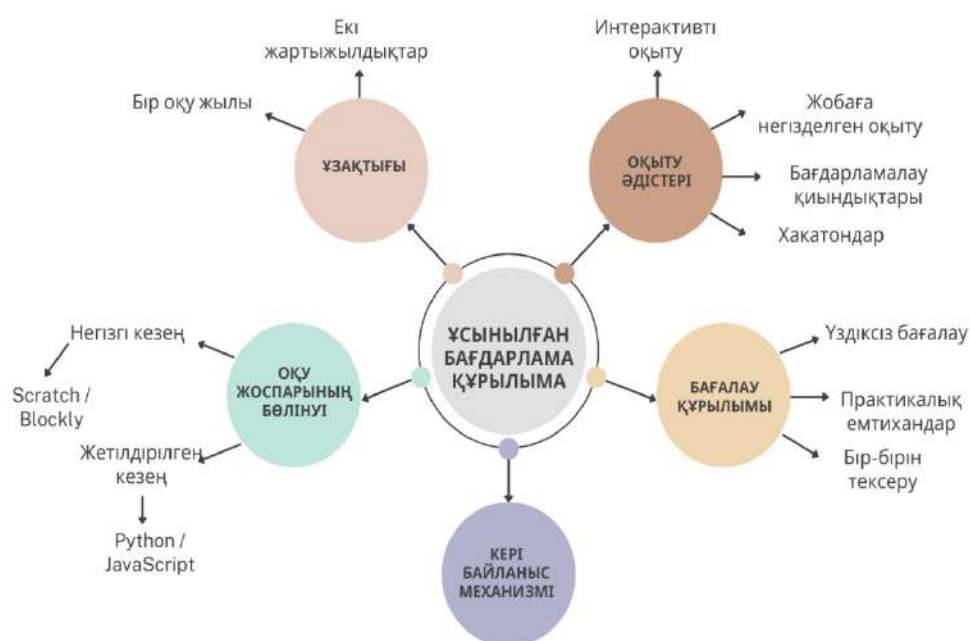 Екі
жартыжылдықтар
Бір оқу жылы
ҰЗАҚТЫҒЫ
Интерактивті
оқыту
Жобаға
негізделген оқыту
Бағдарламалау
қиындықтары
Хакатондар
ОҚЫТУ
ӘДІСТЕРІ
ҰСЫНЫЛҒАН
БАҒДАРЛАМА
ҚҰРЫЛЫМА
Негізгі кезең
Scratch /
Blockly
Жетілдірілген
кезең
Python /
JavaScript
ОҚУ
ЖОСПАРЫНЫҢ
БӨЛІНУІ
БАҒАЛАУ
ҚҰРЫЛЫМЫ
Үздіксіз бағалау
Практикалық
емтихандар
Бір-бірін
тексеру
КЕРІ
БАЙЛАНЫС
МЕХАНИЗМІ